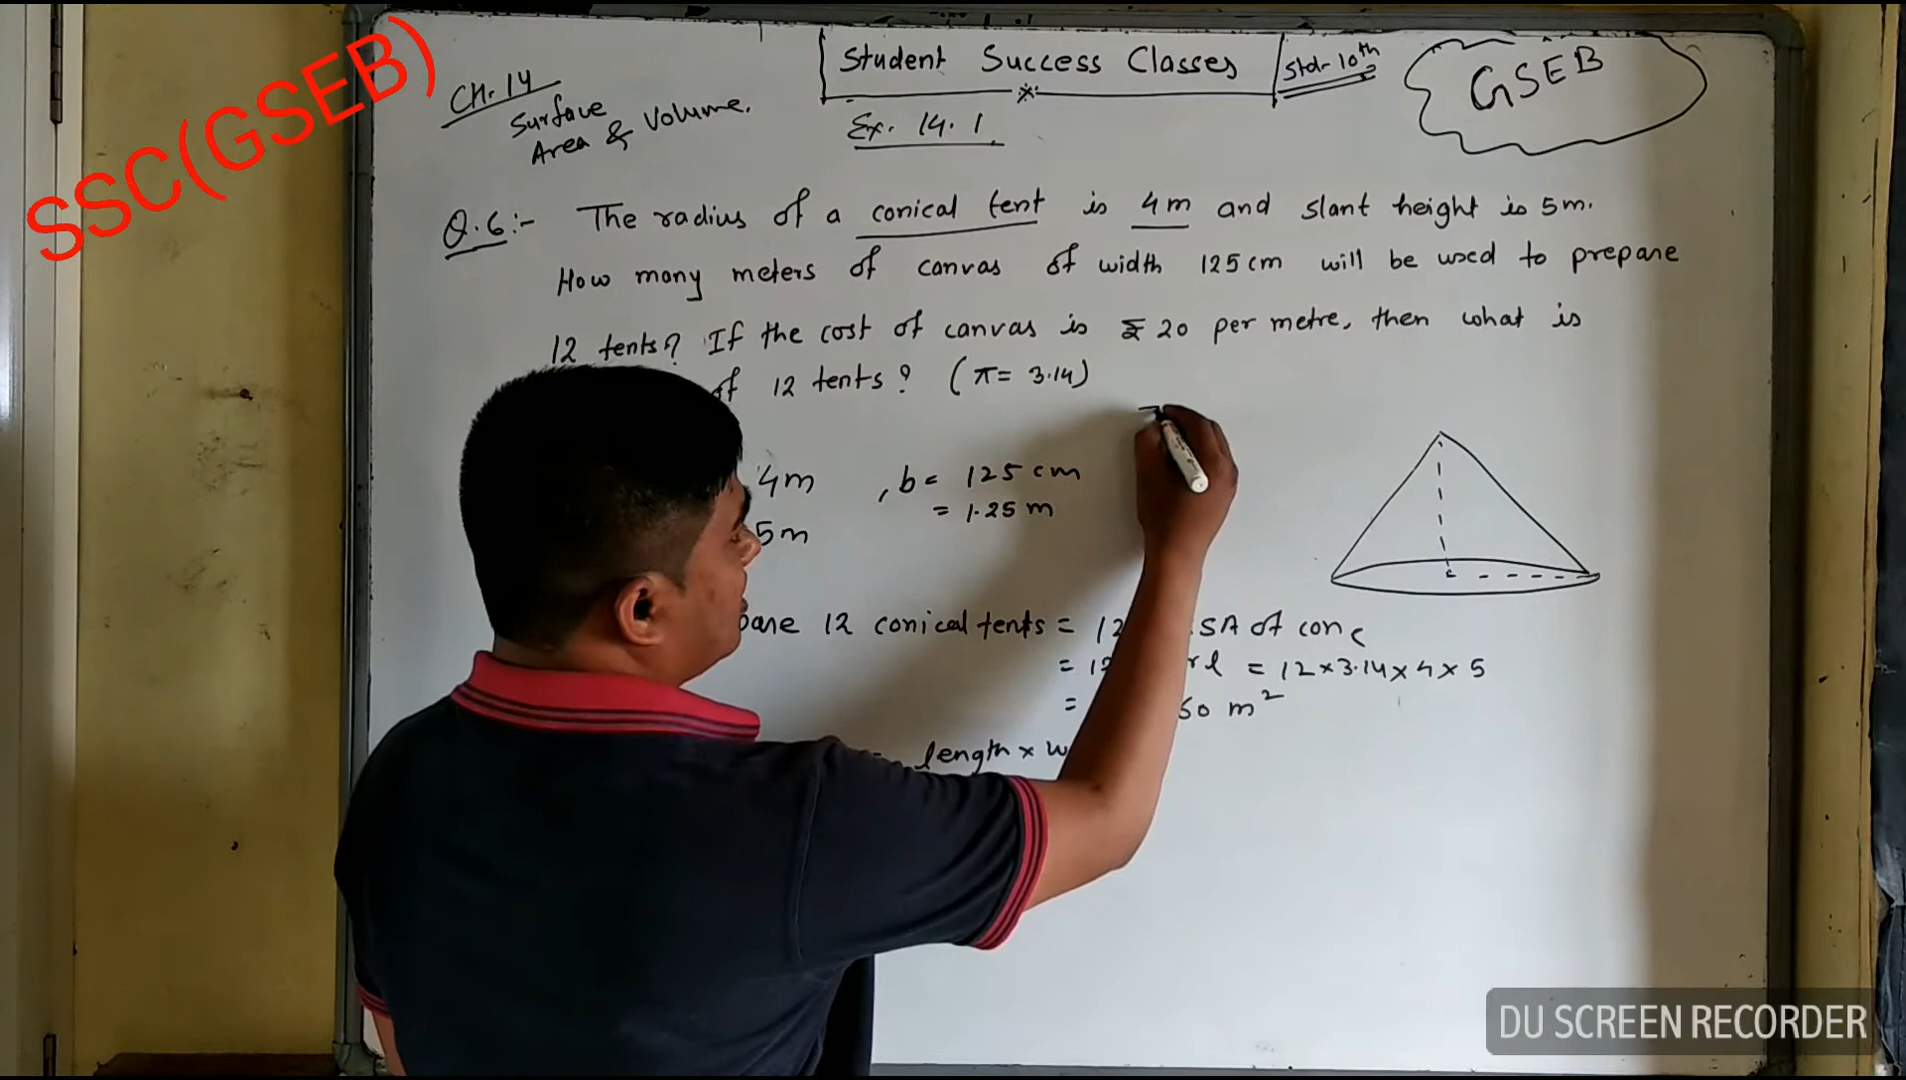 SSC(GSEB)
CH. 14
Surface
Area & Volume.
Student Success Classes
Std-10th
GSEB
Ex. 14.1
Q.6:- The radius of a conical tent is 4m and slant height is 5m.
How many meters of canvas of width 125cm will be used to prepare
12 tents? If the cost of canvas is ₹ 20 per metre, then what is
of 12 tents? (π = 3.14)
4m , b = 125 cm
= 1.25 m
5m
12 conical tents = 12 SA of cone
= 12 r l = 12 × 3.14 × 4 × 5
= m²
= length ×
DU SCREEN RECORDER